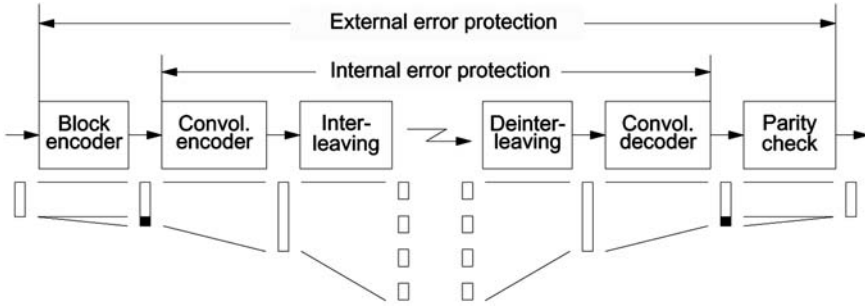 External error protection
Internal error protection
Block
encoder
Convol.
encoder
Inter-
leaving
Deinter-
leaving
Convol.
decoder
Parity
check